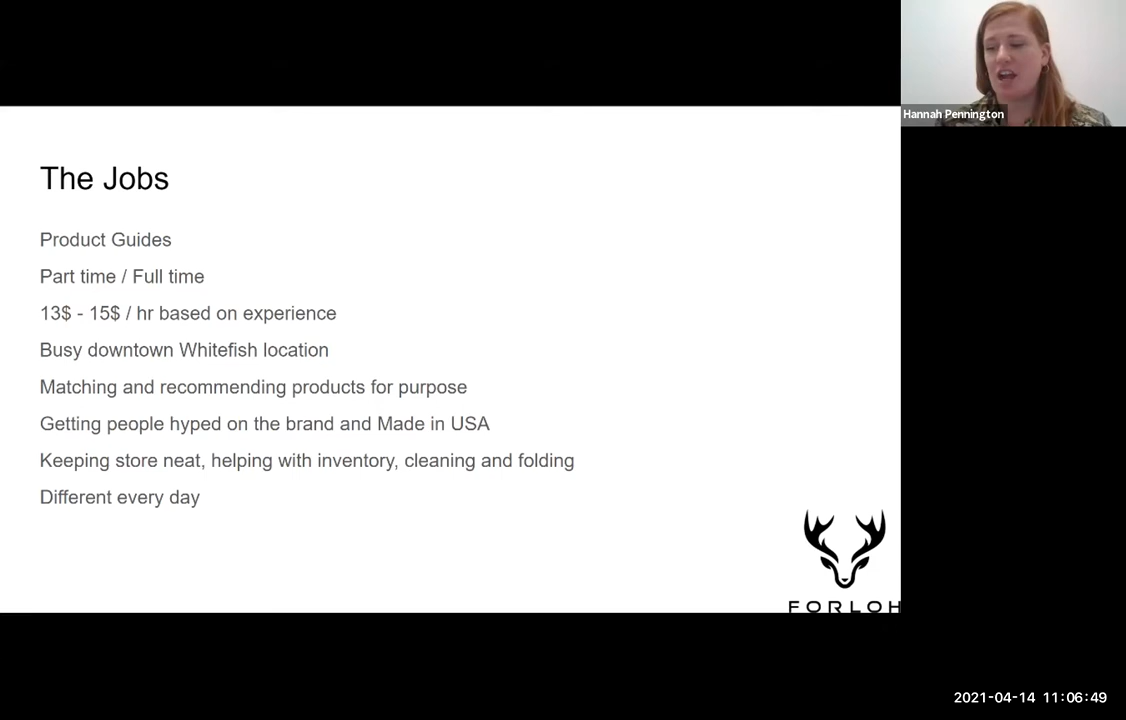 Hannah Pennington
The Jobs
Product Guides
Part time / Full time
13$ - 15$ / hr based on experience
Busy downtown Whitefish location
Matching and recommending products for purpose
Getting people hyped on the brand and Made in USA
Keeping store neat, helping with inventory, cleaning and folding
Different every day
FORLOH
2021-04-14 11:06:49